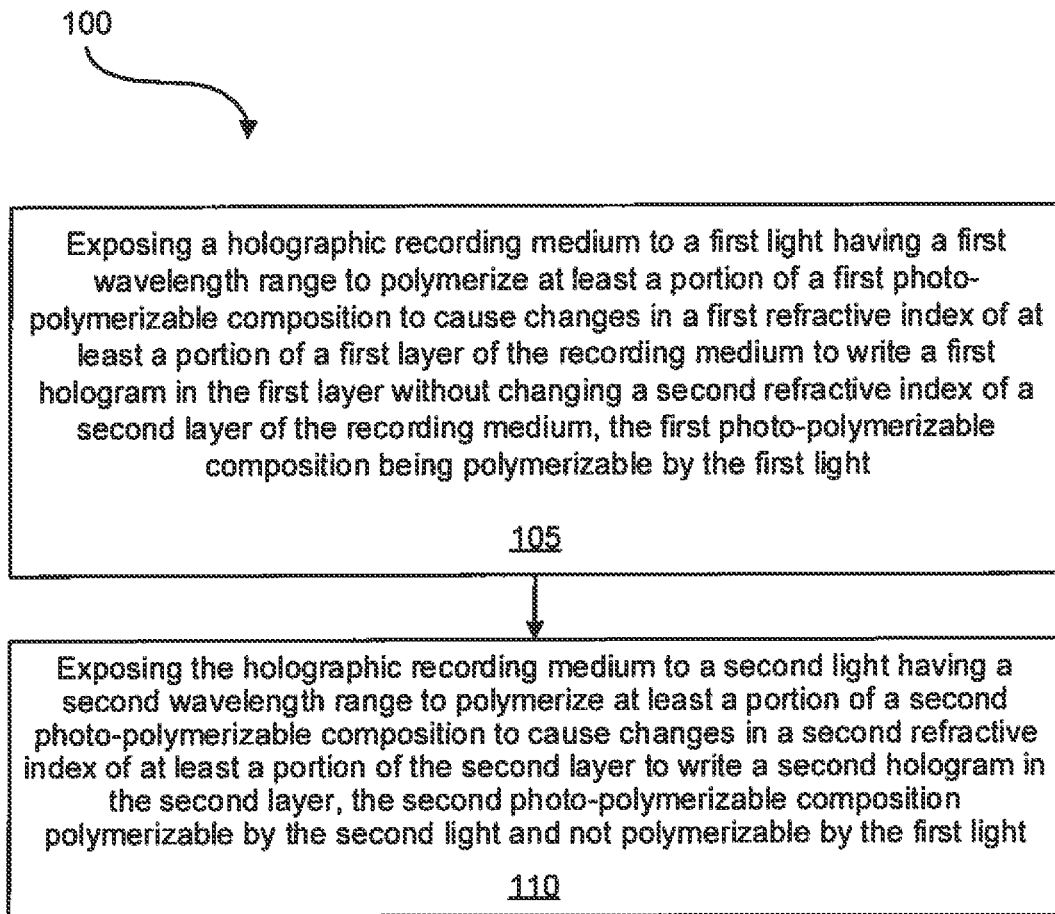 100
Exposing a holographic recording medium to a first light having a first
wavelength range to polymerize at least a portion of a first photo-
polymerizable composition to cause changes in a first refractive index of at
least a portion of a first layer of the recording medium to write a first
hologram in the first layer without changing a second refractive index of a
second layer of the recording medium, the first photo-polymerizable
composition being polymerizable by the first light
105
Exposing the holographic recording medium to a second light having a
second wavelength range to polymerize at least a portion of a second
photo-polymerizable composition to cause changes in a second refractive
index of at least a portion of the second layer to write a second hologram in
the second layer, the second photo-polymerizable composition
polymerizable by the second light and not polymerizable by the first light
110